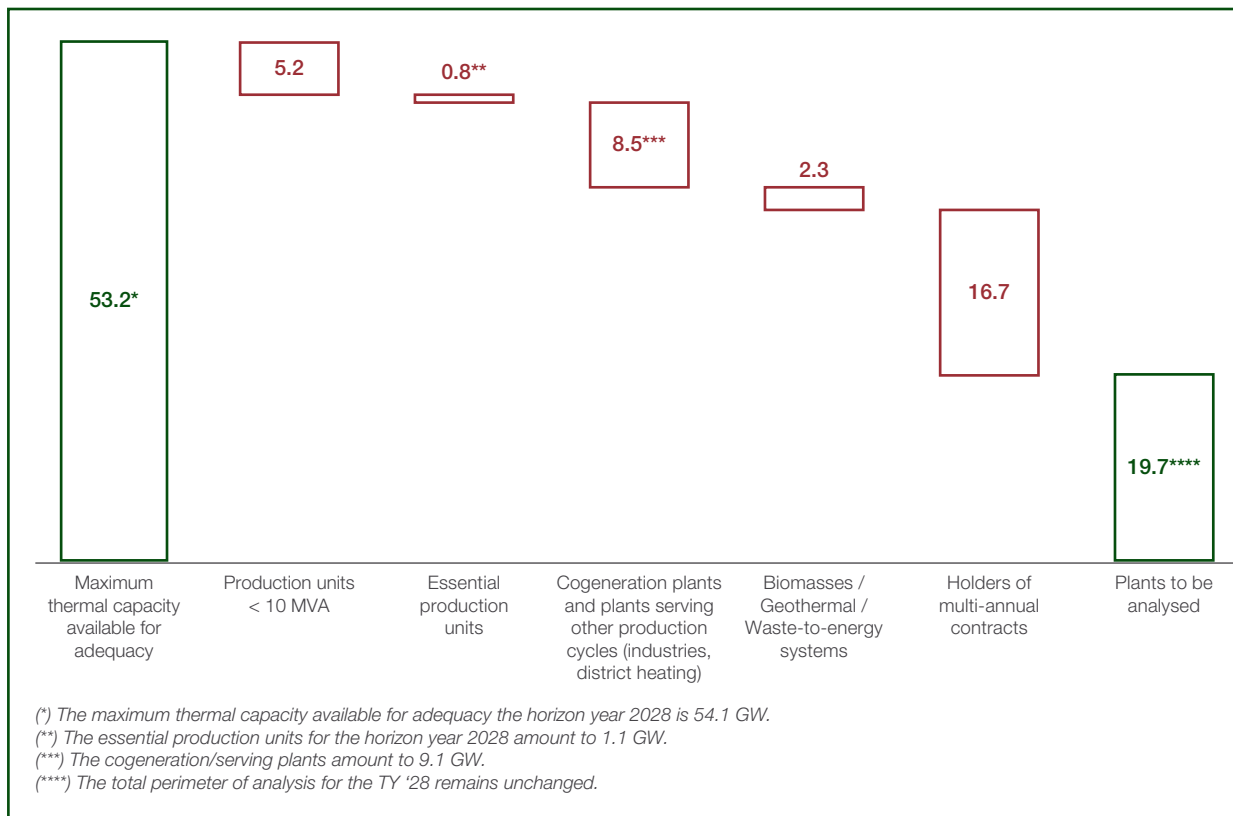 53.2*
5.2
0.8**
8.5***
2.3
16.7
19.7****
Maximum
thermal capacity
available for
adequacy
Production units
< 10 MVA
Essential
production
units
Cogeneration plants
and plants serving
other production
cycles (industries,
district heating)
Biomasses /
Geothermal /
Waste-to-energy
systems
Holders of
multi-annual
contracts
Plants to be
analysed
(*) The maximum thermal capacity available for adequacy the horizon year 2028 is 54.1 GW.
(**) The essential production units for the horizon year 2028 amount to 1.1 GW.
(***) The cogeneration/serving plants amount to 9.1 GW.
(****) The total perimeter of analysis for the TY ‘28 remains unchanged.